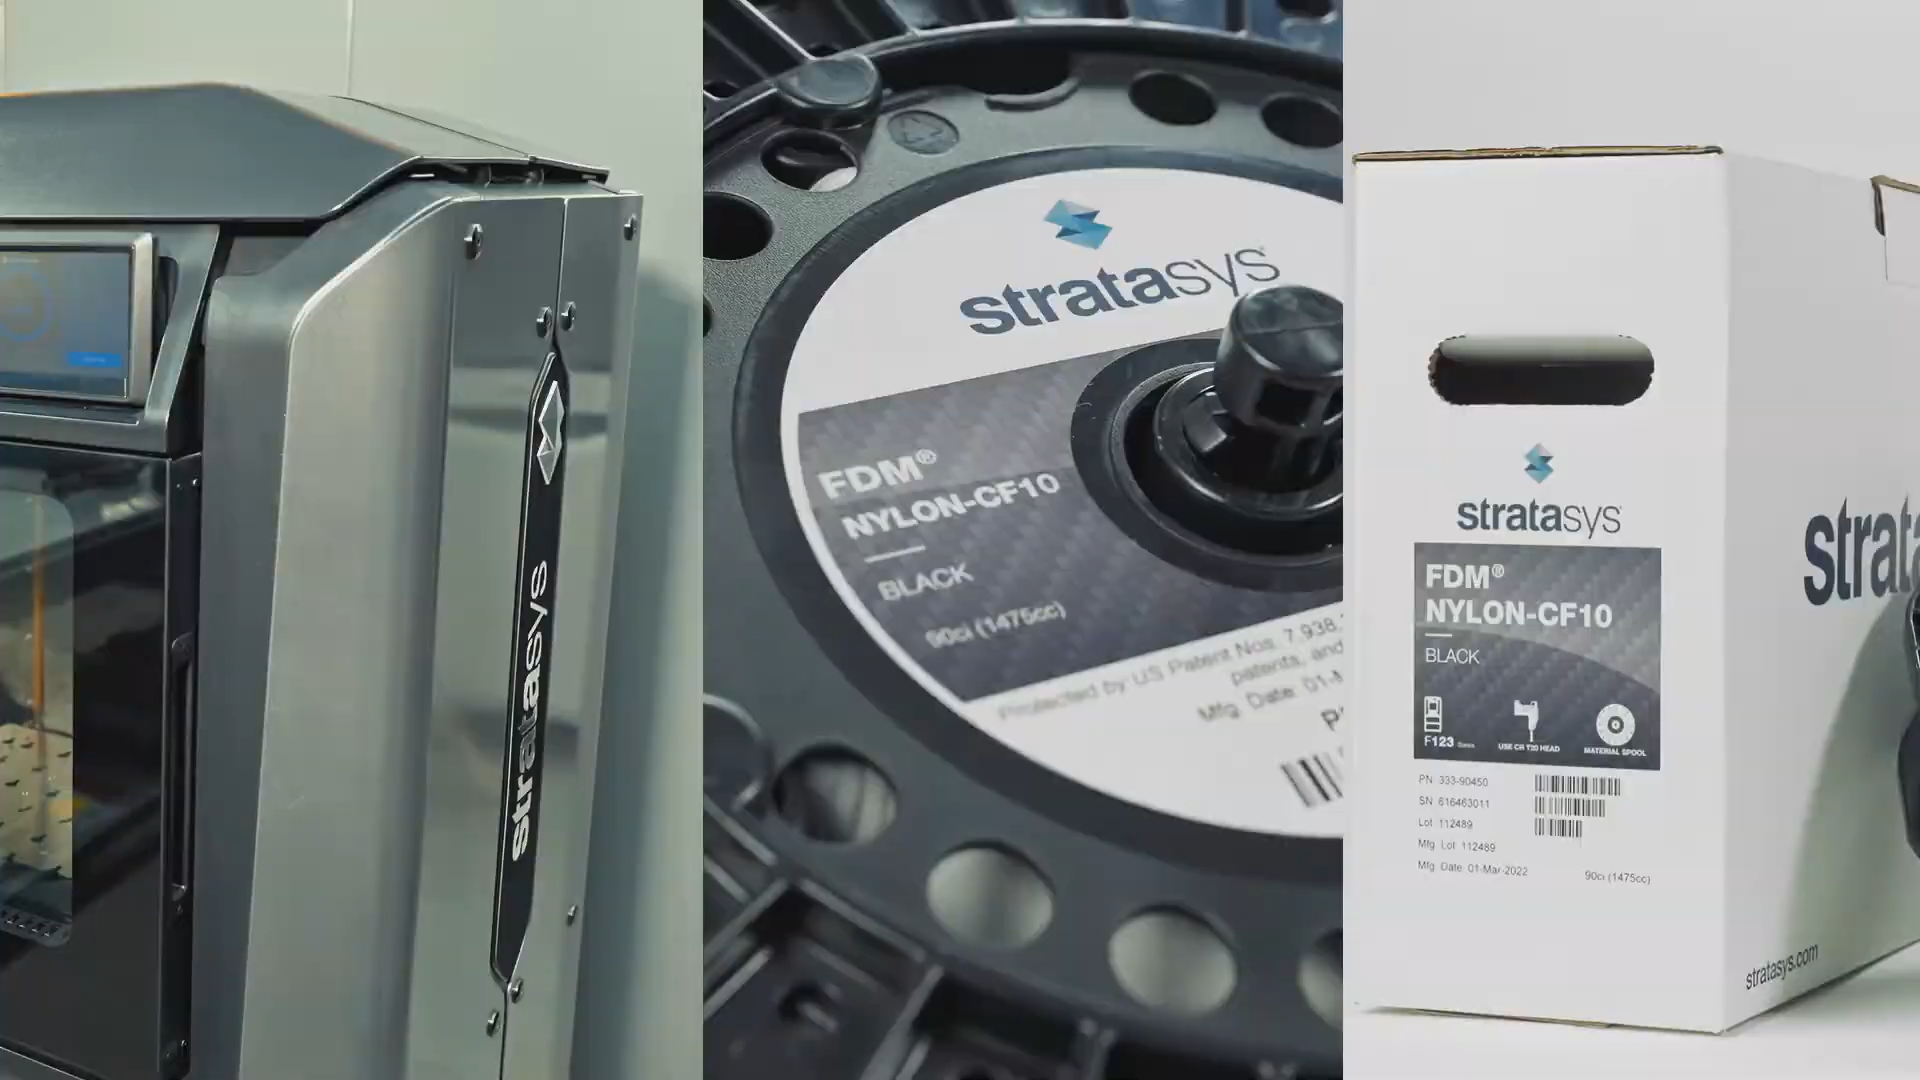 stratasys
stratasys
FDM®
NYLON-CF10
BLACK
90ci (1475cc)
Protected by US Patent Nos. 7,938,
patents, and
Mfg. Date: 01-M
stratasys
FDM®
NYLON-CF10
BLACK
F123 Series
USE CR T20 HEAD
MATERIAL SPOOL
PN 333-90450
SN 616463011
Lot 112489
Mfg Lot 112489
Mfg Date 01-Mar-2022
90ci (1475cc)
strata
stratasys.com